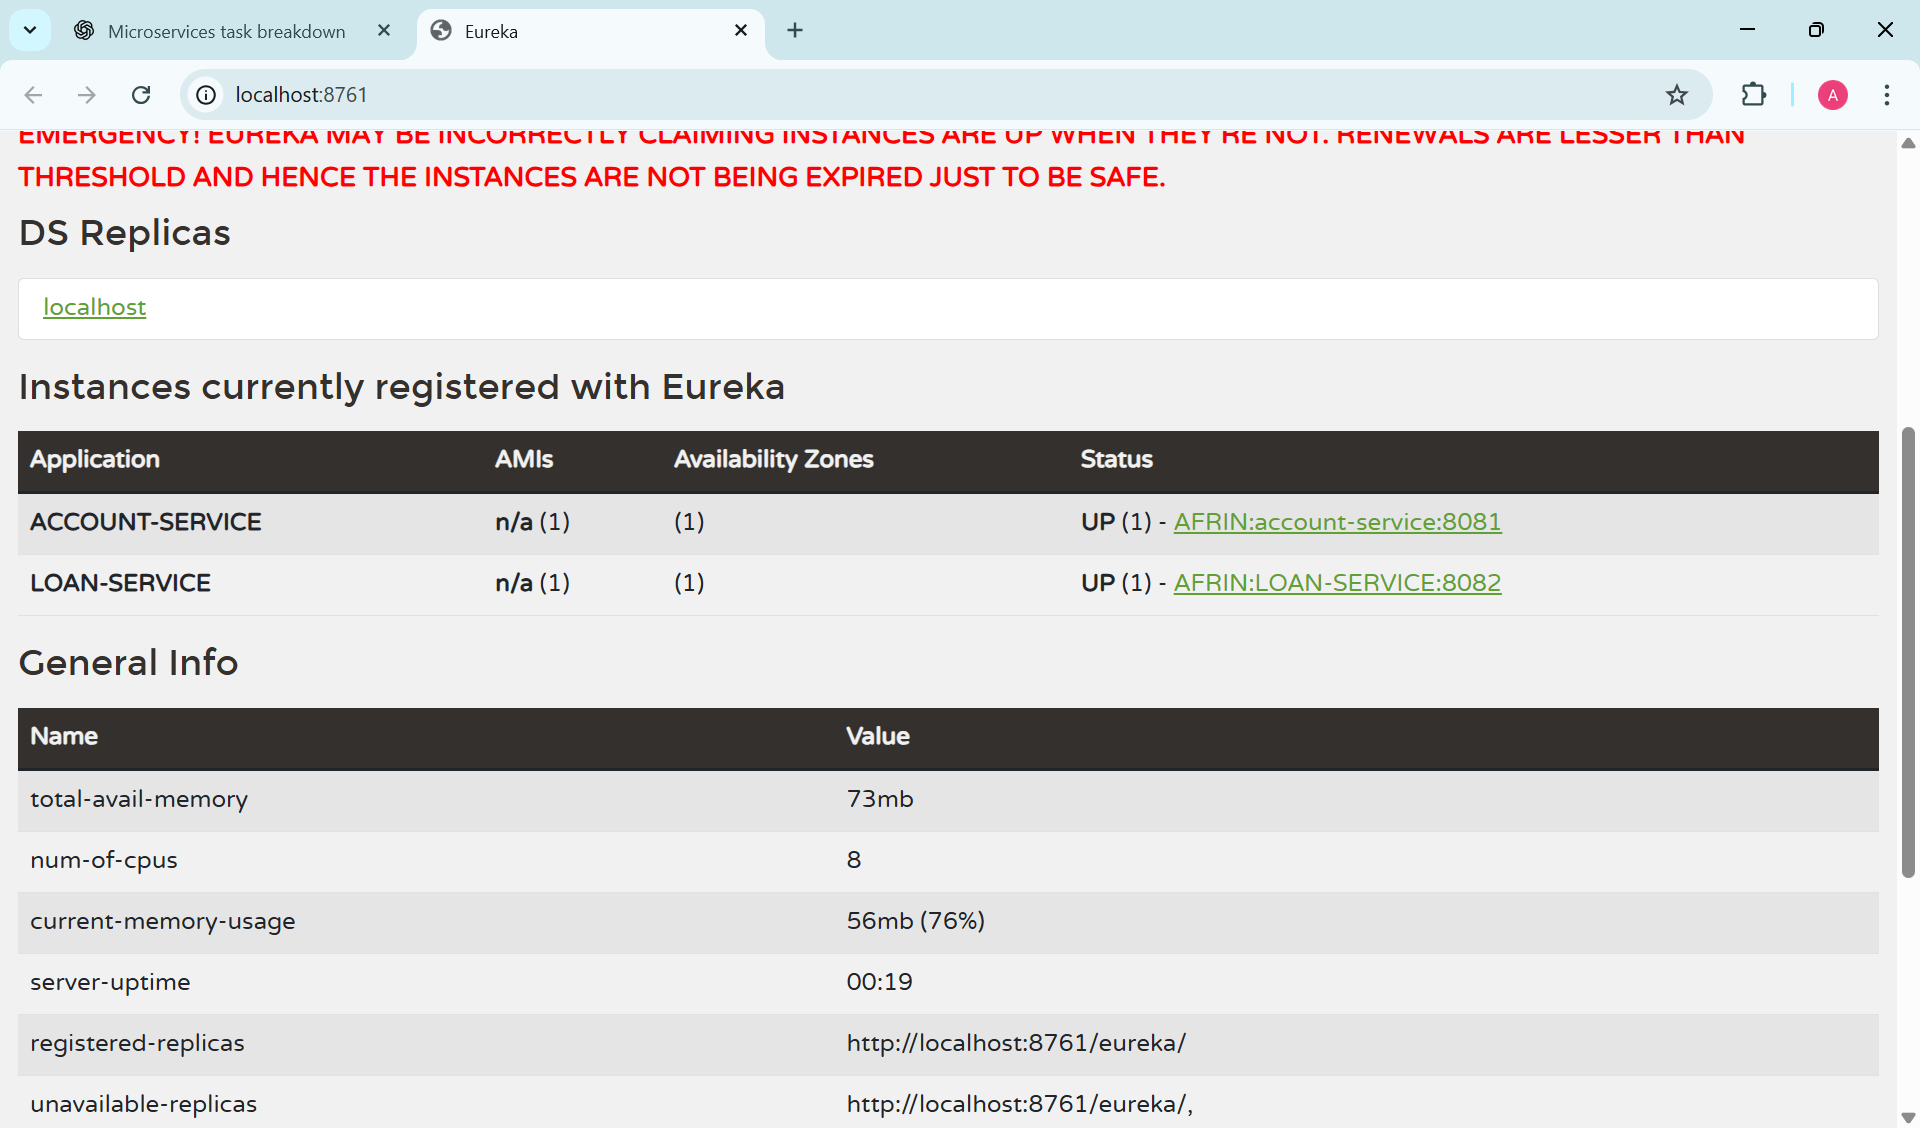 Microservices task breakdown
Eureka
localhost:8761
A
EMERGENCY! EUREKA MAY BE INCORRECTLY CLAIMING INSTANCES ARE UP WHEN THEY'RE NOT. RENEWALS ARE LESSER THAN
THRESHOLD AND HENCE THE INSTANCES ARE NOT BEING EXPIRED JUST TO BE SAFE.
DS Replicas
localhost
Instances currently registered with Eureka
Application AMIs Availability Zones Status
ACCOUNT-SERVICE n/a (1) (1) UP (1) - AFRIN:account-service:8081
LOAN-SERVICE n/a (1) (1) UP (1) - AFRIN:LOAN-SERVICE:8082
General Info
Name Value
total-avail-memory 73mb
num-of-cpus 8
current-memory-usage 56mb (76%)
server-uptime 00:19
registered-replicas http://localhost:8761/eureka/
unavailable-replicas http://localhost:8761/eureka/,